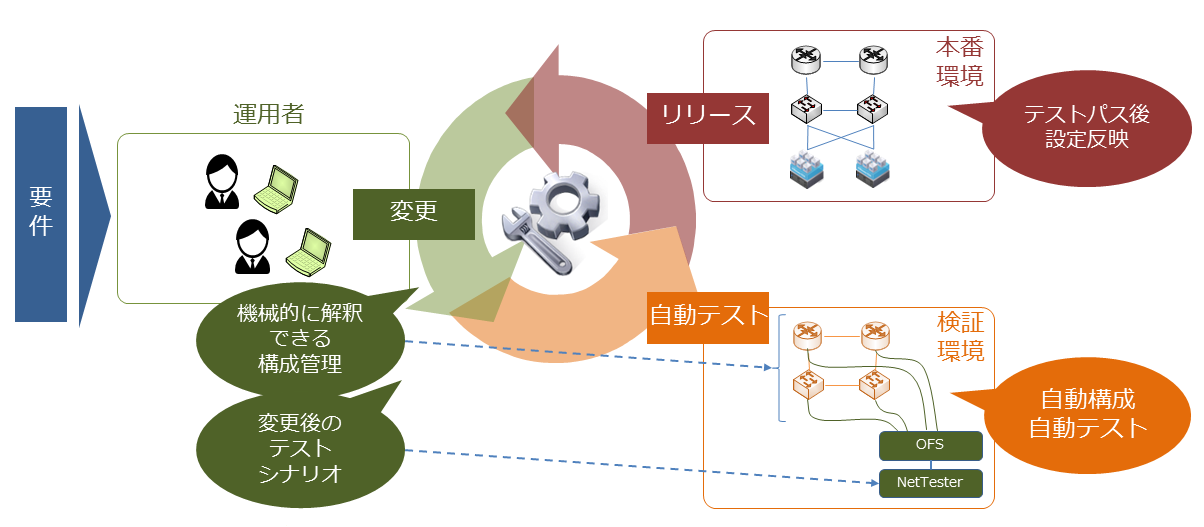 要
件
運用者
変更
機械的に解釈
できる
構成管理
変更後の
テスト
シナリオ
リリース
本番
環境
テストパス後
設定反映
自動テスト
検証
環境
自動構成
自動テスト
OFS
NetTester